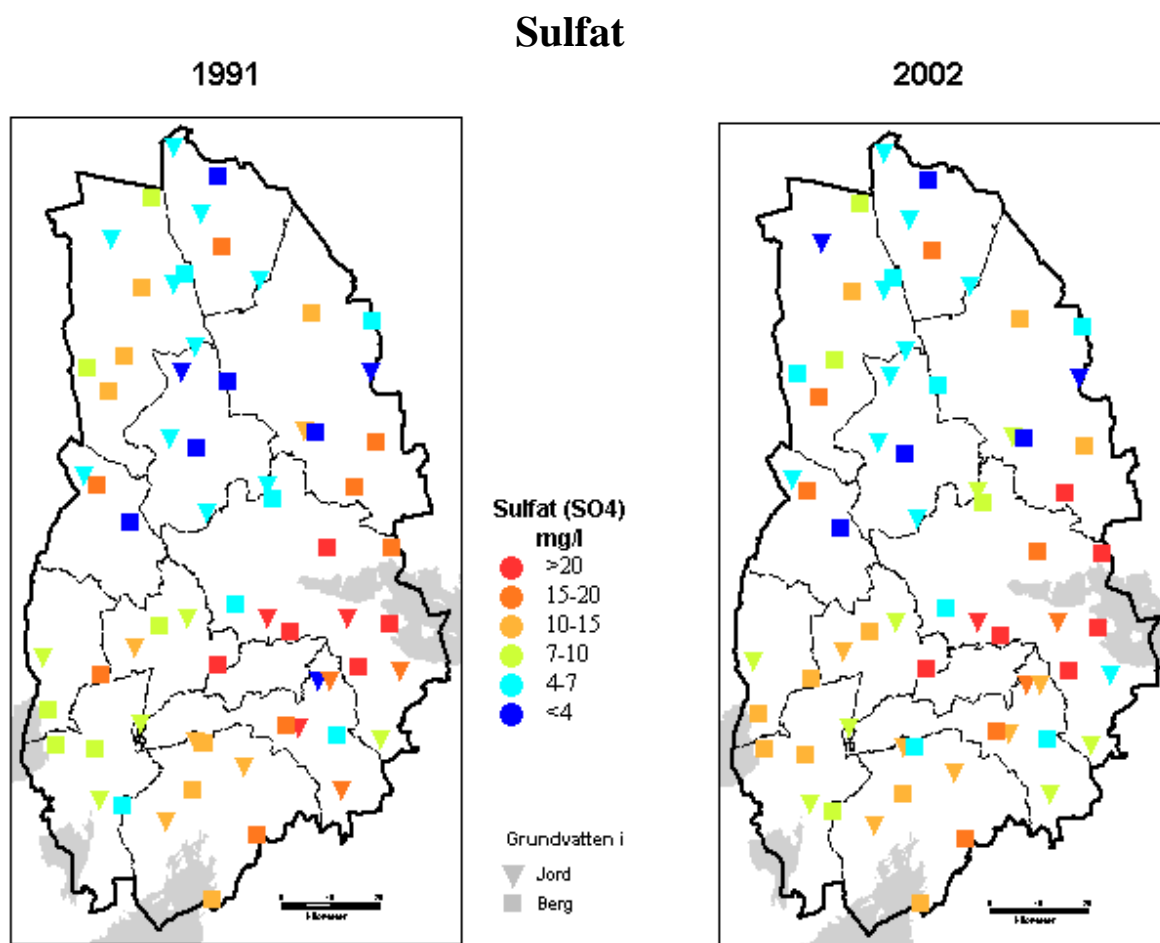 Sulfat
1991
2002
Sulfat (SO4)
mg/l
>20
15-20
10-15
7-10
4-7
<4
Grundvatten i
Jord
Berg